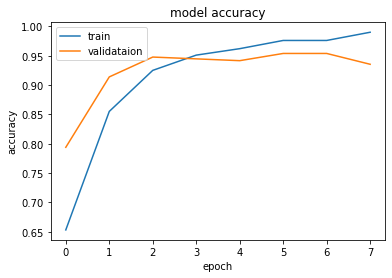 model accuracy
train
validataion
accuracy
1.00
0.95
0.90
0.85
0.80
0.75
0.70
0.65
0 1 2 3 4 5 6 7
epoch